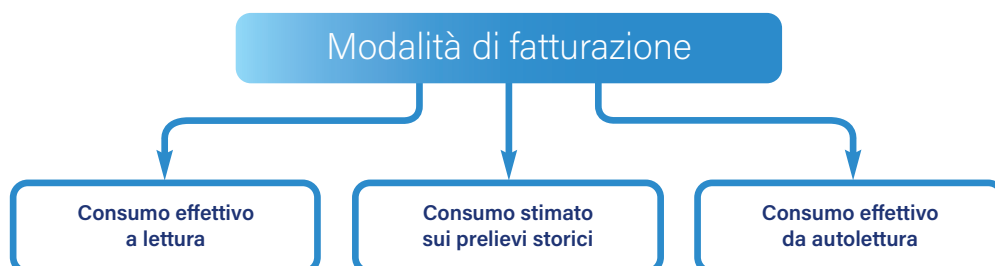 Modalità di fatturazione
Consumo effettivo
a lettura
Consumo stimato
sui prelievi storici
Consumo effettivo
da autolettura